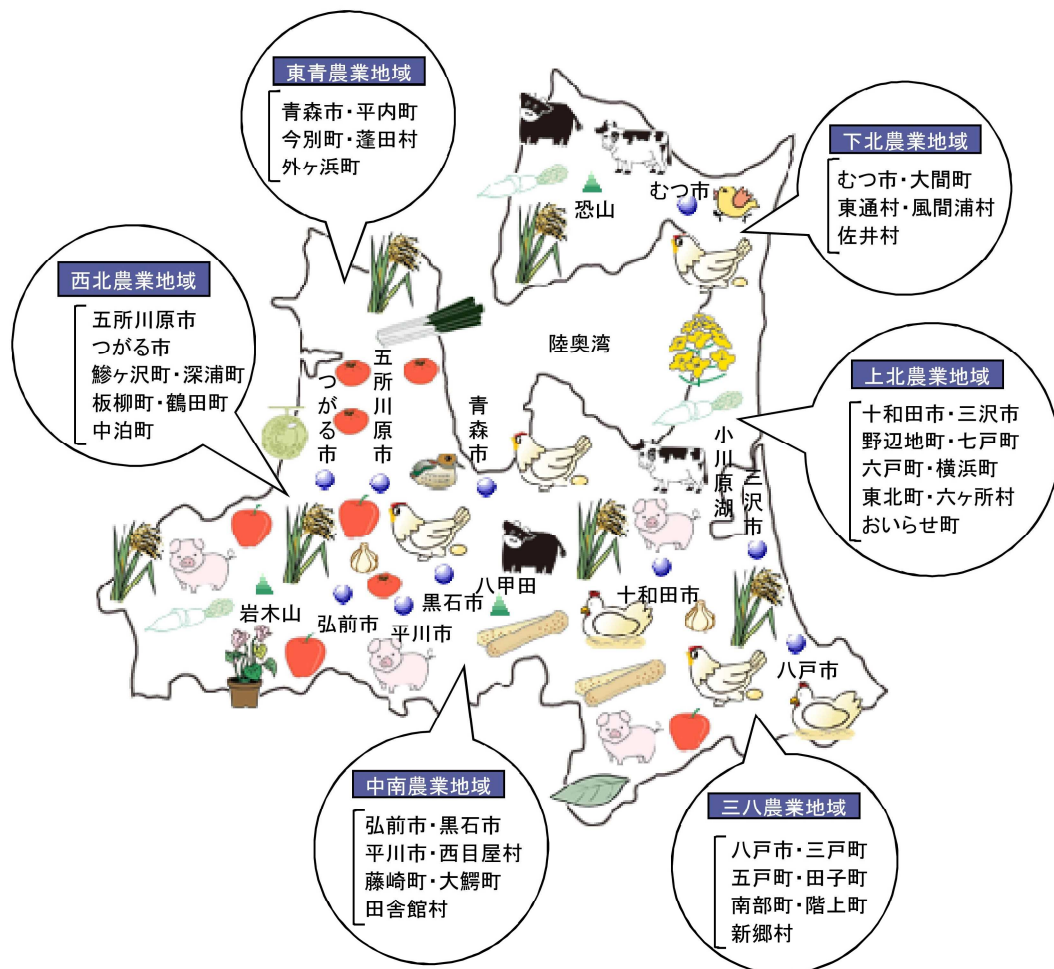 東青農業地域
青森市・平内町
今別町・蓬田村
外ヶ浜町
下北農業地域
むつ市・大間町
東通村・風間浦村
佐井村
西北農業地域
五所川原市
つがる市
鰺ヶ沢町・深浦町
板柳町・鶴田町
中泊町
上北農業地域
十和田市・三沢市
野辺地町・七戸町
六戸町・横浜町
東北町・六ヶ所村
おいらせ町
むつ市
恐山
陸奥湾
つがる市
五所川原市
青森市
小川原湖
三沢市
岩木山
弘前市
平川市
黒石市
八甲田
十和田市
八戸市
中南農業地域
弘前市・黒石市
平川市・西目屋村
藤崎町・大鰐町
田舎館村
三八農業地域
八戸市・三戸町
五戸町・田子町
南部町・階上町
新郷村